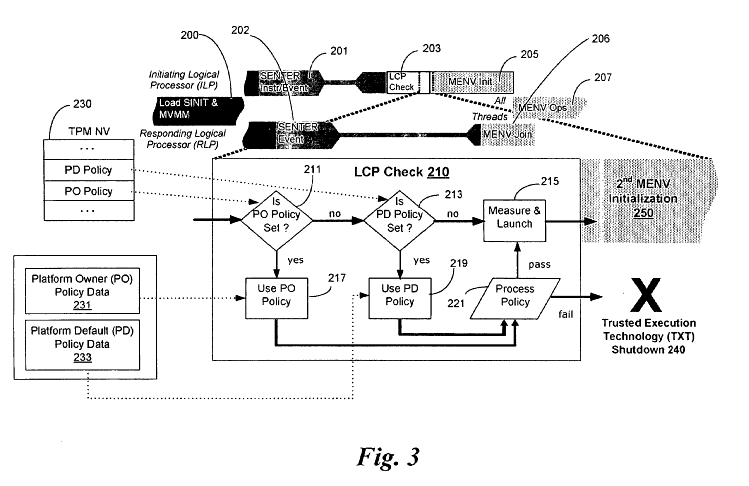 200
202
201
203
205
206
207
Initiating Logical
Processor (ILP)
SENTER
Instr/Event
LCP
Check
MENV Init
All
Threads
MENV Ops
Load SINIT &
MVMM
230
Responding Logical
Processor (RLP)
SENTER
Event
MENV Join
TPM NV
. . .
PD Policy
PO Policy
. . .
LCP Check 210
211
213
215
Is
PO Policy
Set ?
no
Is
PD Policy
Set ?
no
Measure &
Launch
2nd MENV
Initialization
250
yes
yes
pass
217
219
221
Use PO
Policy
Use PD
Policy
Process
Policy
fail
X
Trusted Execution
Technology (TXT)
Shutdown 240
Platform Owner (PO)
Policy Data
231
Platform Default (PD)
Policy Data
233
Fig. 3